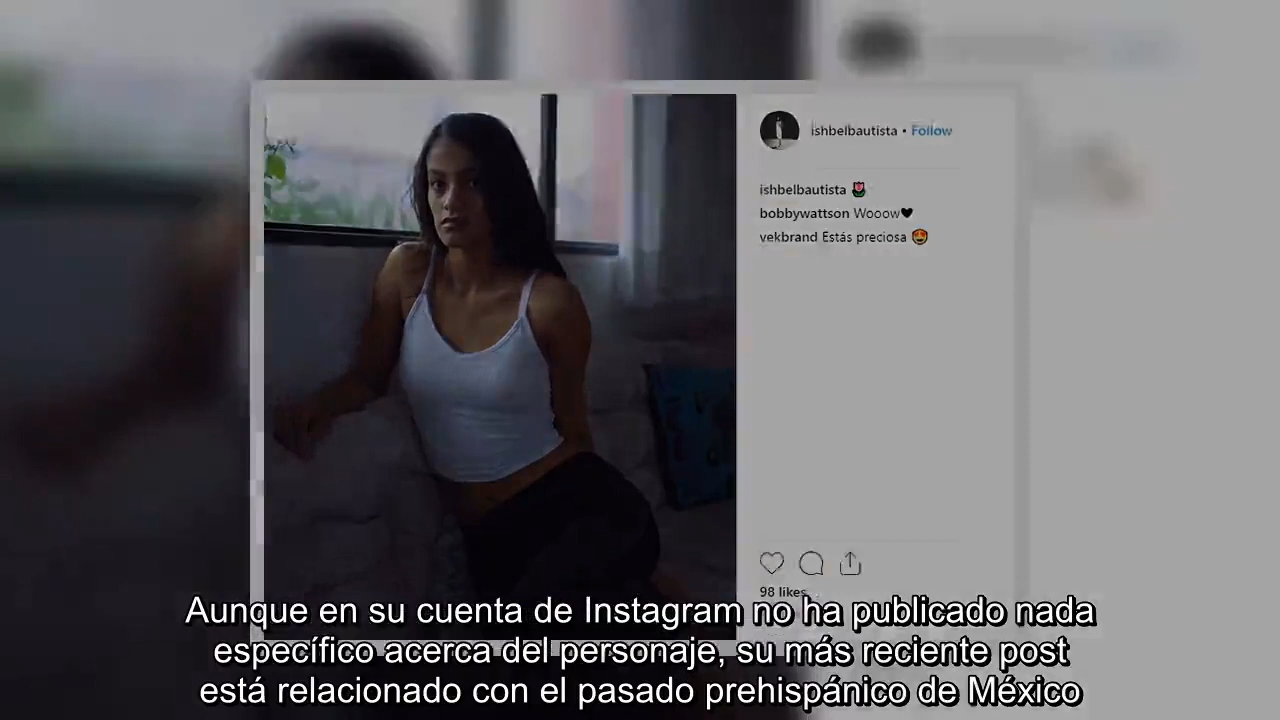 ishbelbautista • Follow
ishbelbautista 🌷
bobbywattson Wooow🖤
vekbrand Estás preciosa 😍
98 likes
Aunque en su cuenta de Instagram no ha publicado nada
específico acerca del personaje, su más reciente post
está relacionado con el pasado prehispánico de México